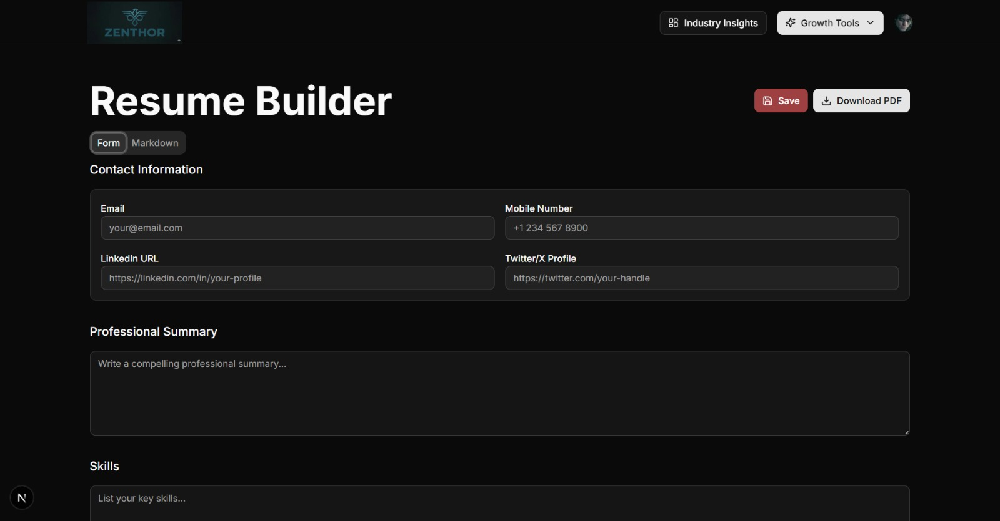 ZENTHOR
Industry Insights
Growth Tools
Resume Builder
Save
Download PDF
Form
Markdown
Contact Information
Email
Mobile Number
your@email.com
+1 234 567 8900
LinkedIn URL
Twitter/X Profile
https://linkedin.com/in/your-profile
https://twitter.com/your-handle
Professional Summary
Write a compelling professional summary...
Skills
List your key skills...
N